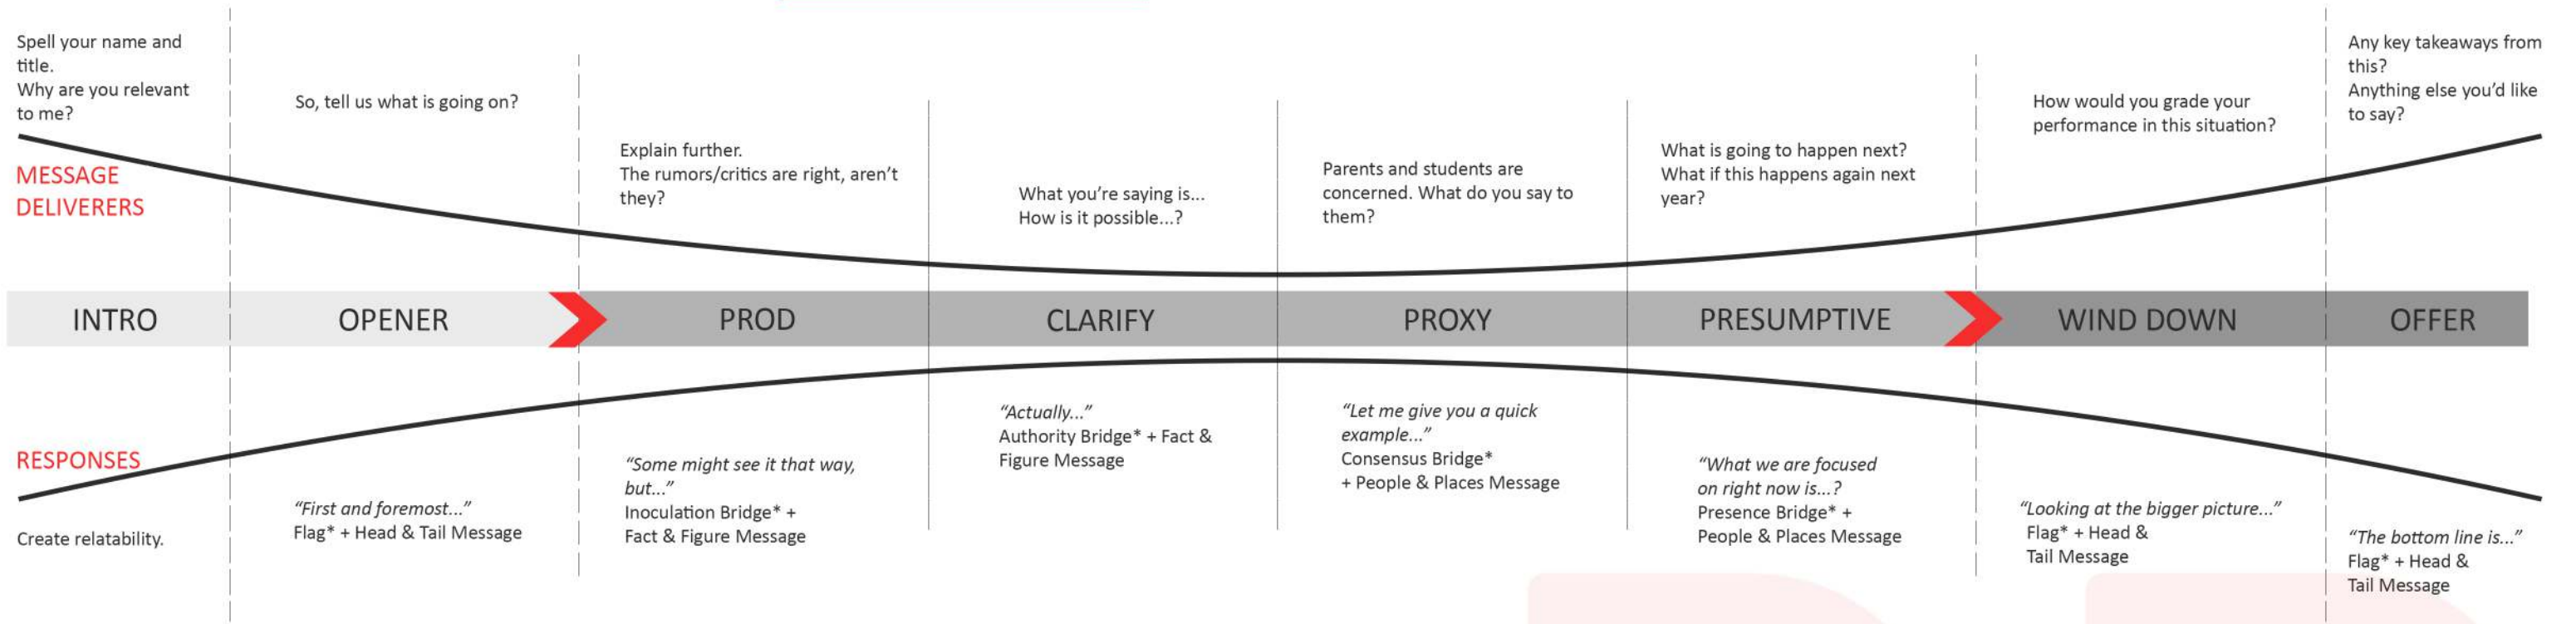 Spell your name and
title.
Why are you relevant
to me?
So, tell us what is going on?
Explain further.
The rumors/critics are right, aren't
they?
What you're saying is...
How is it possible...?
Parents and students are
concerned. What do you say to
them?
What is going to happen next?
What if this happens again next
year?
How would you grade your
performance in this situation?
Any key takeaways from
this?
Anything else you'd like
to say?
MESSAGE
DELIVERERS
INTRO
OPENER
PROD
CLARIFY
PROXY
PRESUMPTIVE
WIND DOWN
OFFER
RESPONSES
Create relatability.
“First and foremost...”
Flag* + Head & Tail Message
“Some might see it that way,
but...”
Inoculation Bridge* +
Fact & Figure Message
“Actually...”
Authority Bridge* + Fact &
Figure Message
“Let me give you a quick
example...”
Consensus Bridge*
+ People & Places Message
“What we are focused
on right now is...?
Presence Bridge* +
People & Places Message
“Looking at the bigger picture...”
Flag* + Head &
Tail Message
“The bottom line is...”
Flag* + Head &
Tail Message